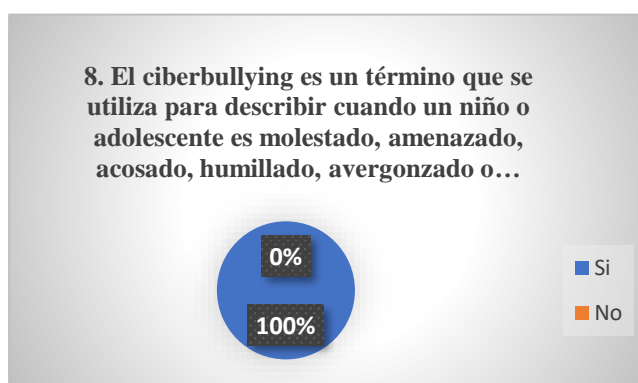 8. El ciberbullying es un término que se
utiliza para describir cuando un niño o
adolescente es molestado, amenazado,
acosado, humillado, avergonzado o…
0%
100%
Si
No